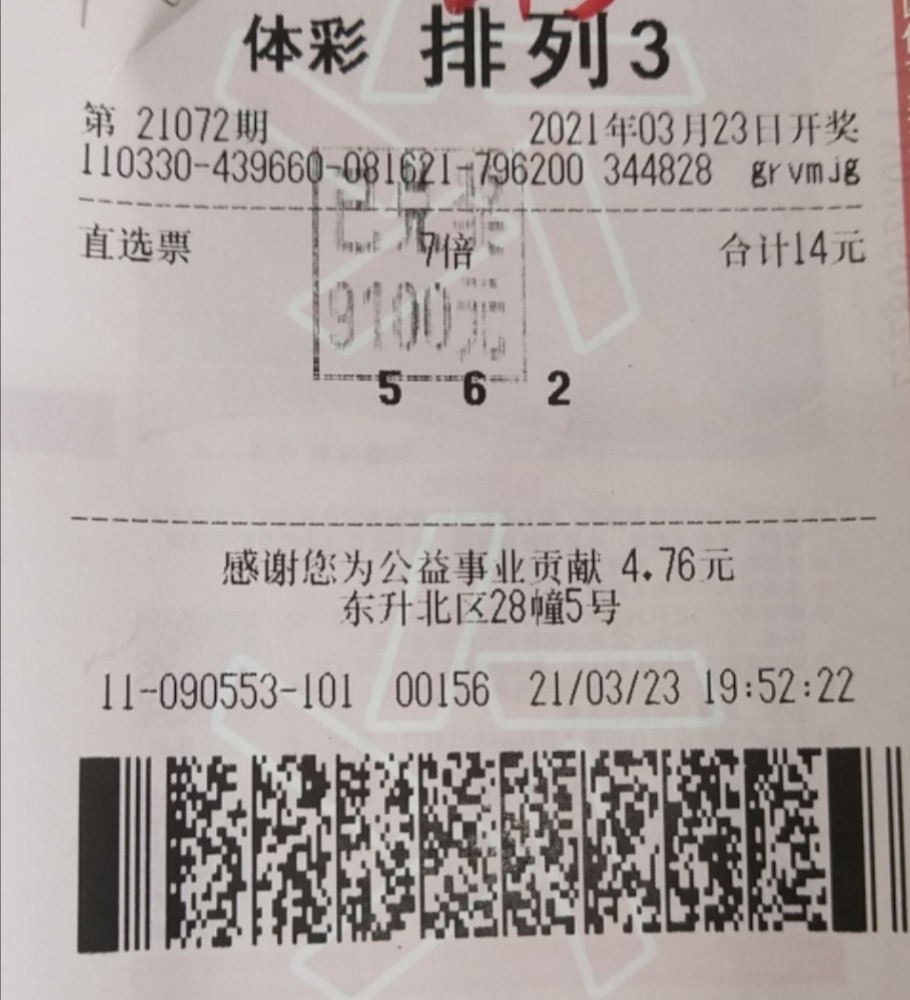 体彩 排列3
第 21072期 2021年03月23日开奖
110330-439660-081621-796200 344828 grvmjg
直选票 7倍 合计14元
已兑奖
9100元
5 6 2
感谢您为公益事业贡献 4.76元
东升北区28幢5号
11-090553-101 00156 21/03/23 19:52:22